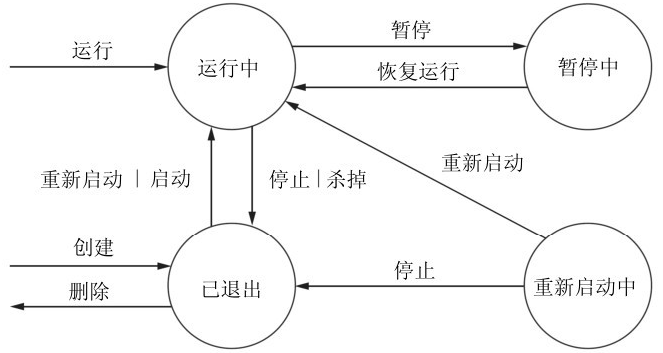 暂停
运行
运行中
暂停中
恢复运行
重新启动
重新启动 | 启动
停止 | 杀掉
创建
停止
删除
已退出
重新启动中